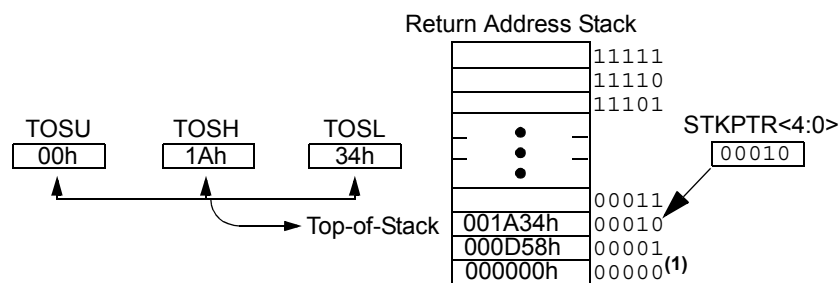 Return Address Stack
11111
11110
11101
TOSU TOSH TOSL STKPTR<4:0>
00h 1Ah 34h 00010
00011
Top-of-Stack 001A34h 00010
000D58h 00001
000000h 00000(1)